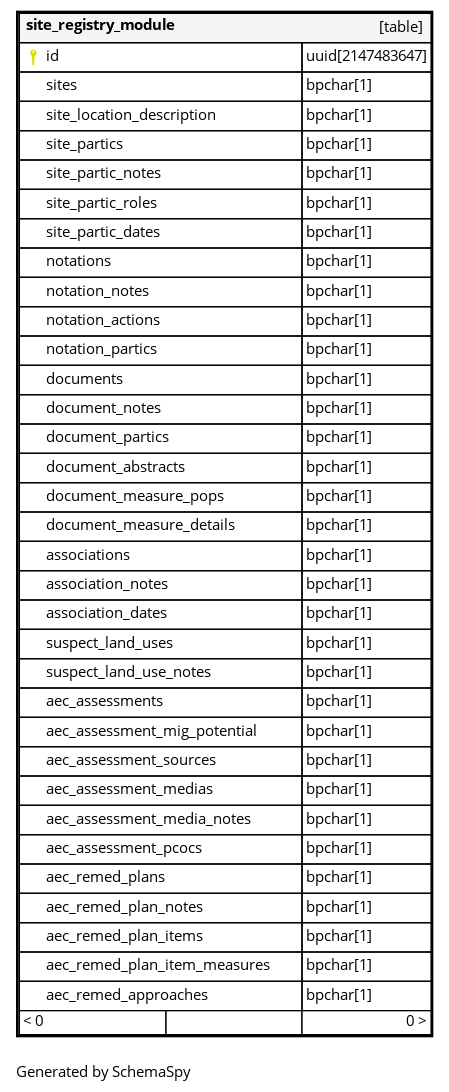 site_registry_module [table]
id uuid[2147483647]
sites bpchar[1]
site_location_description bpchar[1]
site_partics bpchar[1]
site_partic_notes bpchar[1]
site_partic_roles bpchar[1]
site_partic_dates bpchar[1]
notations bpchar[1]
notation_notes bpchar[1]
notation_actions bpchar[1]
notation_partics bpchar[1]
documents bpchar[1]
document_notes bpchar[1]
document_partics bpchar[1]
document_abstracts bpchar[1]
document_measure_pops bpchar[1]
document_measure_details bpchar[1]
associations bpchar[1]
association_notes bpchar[1]
association_dates bpchar[1]
suspect_land_uses bpchar[1]
suspect_land_use_notes bpchar[1]
aec_assessments bpchar[1]
aec_assessment_mig_potential bpchar[1]
aec_assessment_sources bpchar[1]
aec_assessment_medias bpchar[1]
aec_assessment_media_notes bpchar[1]
aec_assessment_pcocs bpchar[1]
aec_remed_plans bpchar[1]
aec_remed_plan_notes bpchar[1]
aec_remed_plan_items bpchar[1]
aec_remed_plan_item_measures bpchar[1]
aec_remed_approaches bpchar[1]
< 0 0 >
Generated by SchemaSpy